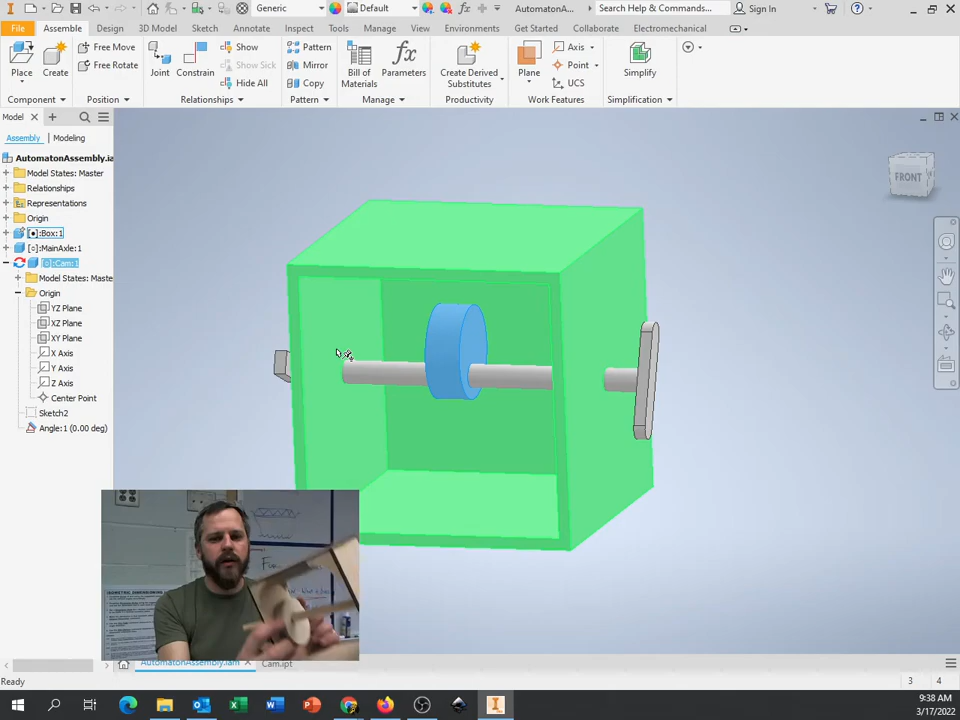 Generic
Default
AutomatonA...
Search Help & Commands...
Sign In
File
Assemble
Design
3D Model
Sketch
Annotate
Inspect
Tools
Manage
View
Environments
Get Started
Collaborate
Electromechanical
Place
Create
Free Move
Free Rotate
Joint
Constrain
Show
Show Sick
Hide All
Pattern
Mirror
Copy
Bill of
Materials
fx
Parameters
Create Derived
Substitutes
Plane
Axis
Point
UCS
Simplify
Component
Position
Relationships
Pattern
Manage
Productivity
Work Features
Simplification
Model
Assembly
Modeling
AutomatonAssembly.ia
Model States: Master
Relationships
Representations
Origin
[●]:Box:1
[○]:MainAxle:1
[○]:Cam:1
Model States: Maste
Origin
YZ Plane
XZ Plane
XY Plane
X Axis
Y Axis
Z Axis
Center Point
Sketch2
Angle:1 (0.00 deg)
FRONT
ISOMETRIC DIMENSIONING
AutomatonAssembly.iam
Cam.ipt
Ready
3
4
9:38 AM
3/17/2022